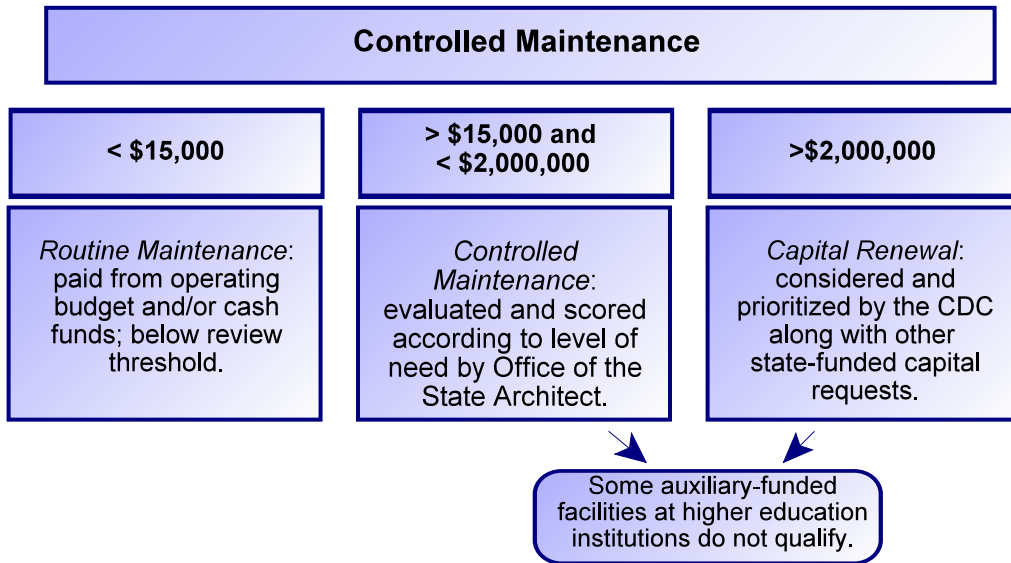 Controlled Maintenance
< $15,000
> $15,000 and
< $2,000,000
>$2,000,000
Routine Maintenance:
paid from operating
budget and/or cash
funds; below review
threshold.
Controlled
Maintenance:
evaluated and scored
according to level of
need by Office of the
State Architect.
Capital Renewal:
considered and
prioritized by the CDC
along with other
state-funded capital
requests.
Some auxiliary-funded
facilities at higher education
institutions do not qualify.